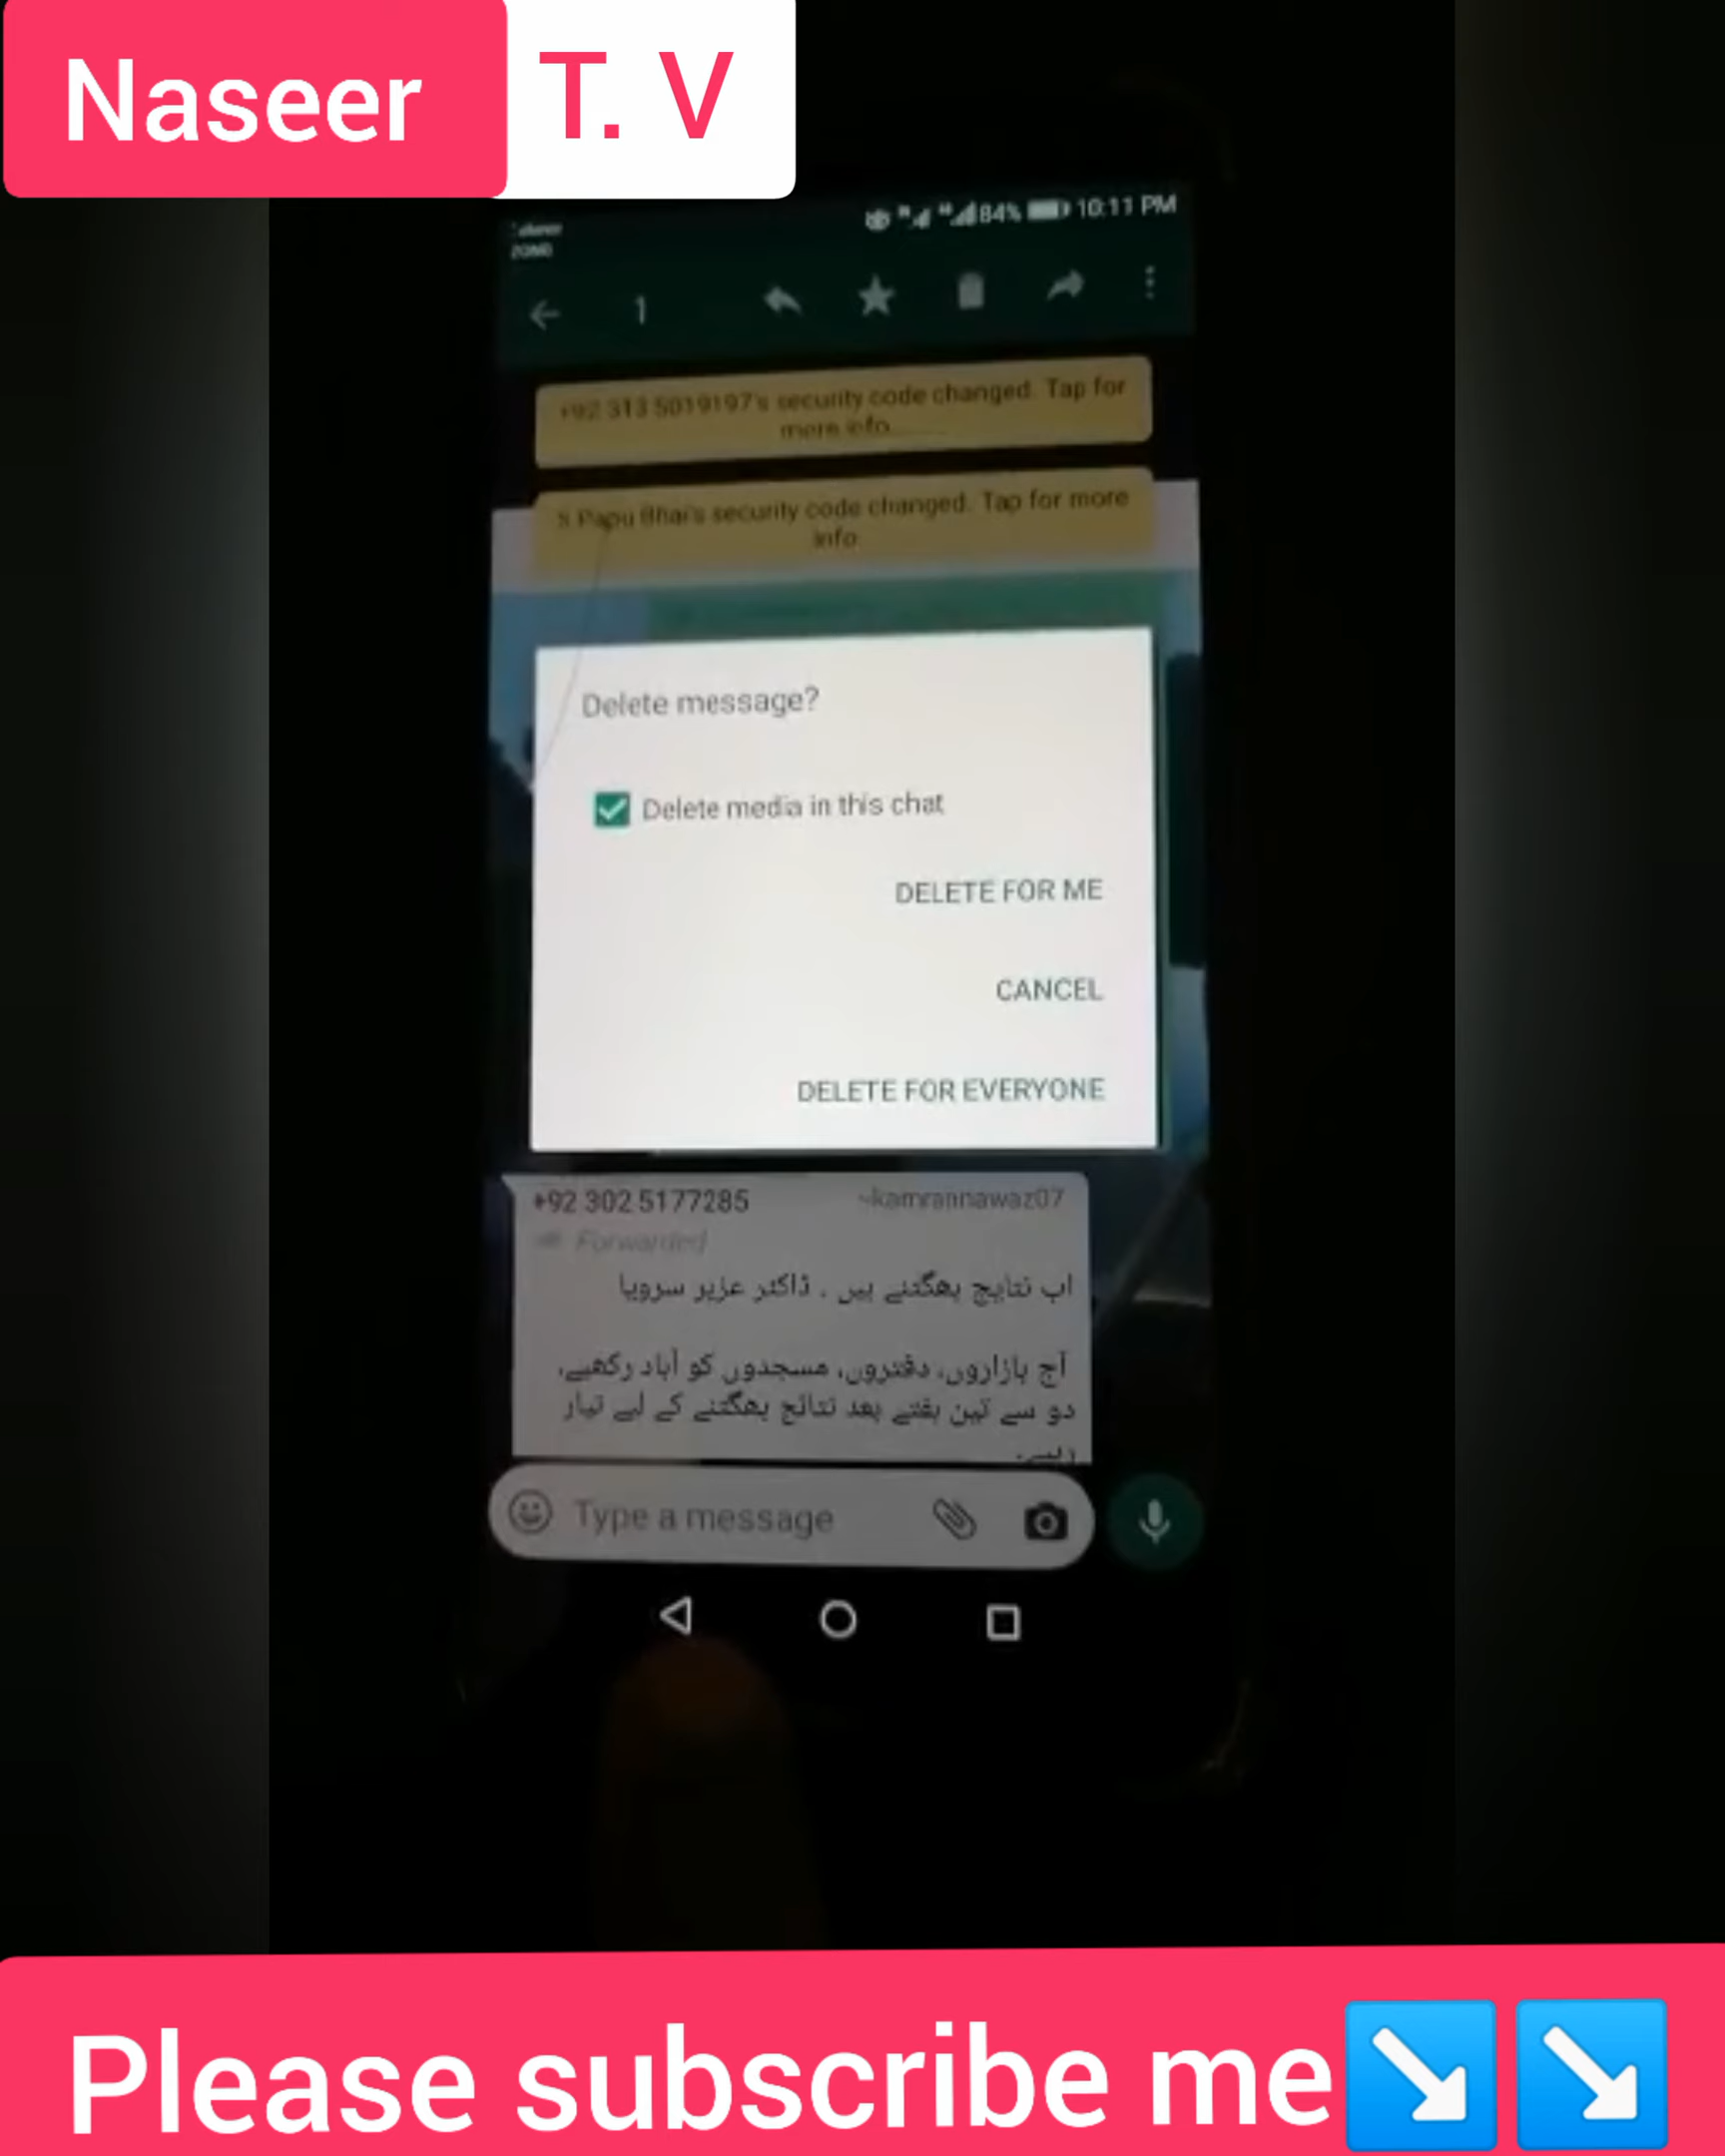 Naseer T. V
ZONG
84% 10:11 PM
1
+92 313 5019197's security code changed. Tap for
more info.
Papu Bhai's security code changed. Tap for more
info.
Delete message?
Delete media in this chat
DELETE FOR ME
CANCEL
DELETE FOR EVERYONE
+92 302 5177285 ~kamrannawaz07
Forwarded
اب نتایج بھگتنے ہیں . ڈاکٹر عزیر سرویا
آج بازاروں، دفتروں، مسجدوں کو آباد رکھیے،
دو سے تین ہفتے بعد نتائج بھگتنے کے لیے تیار
Type a message
Please subscribe me↘️↘️